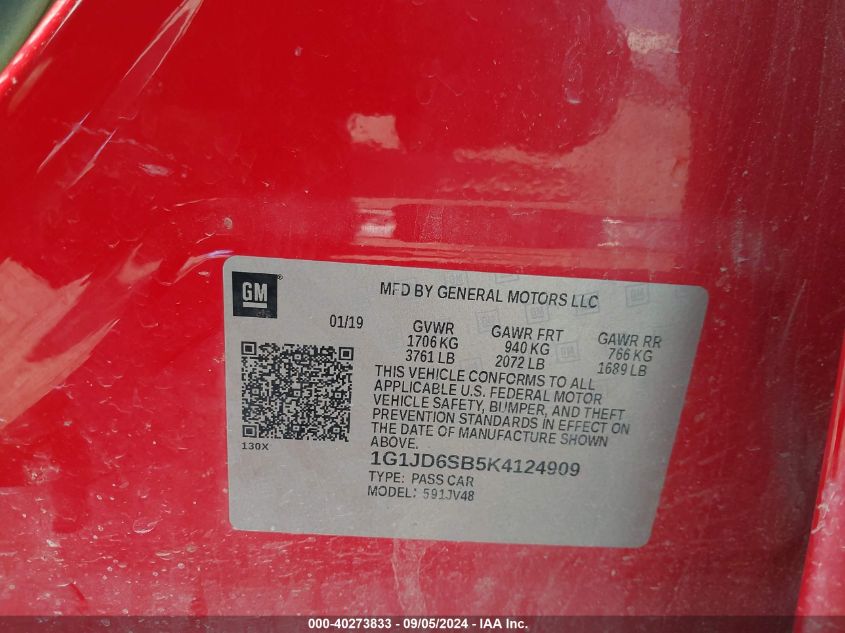 GM
MFD BY GENERAL MOTORS LLC
01/19
GVWR
1706 KG
3761 LB
GAWR FRT
940 KG
2072 LB
GAWR RR
766 KG
1689 LB
THIS VEHICLE CONFORMS TO ALL
APPLICABLE U.S. FEDERAL MOTOR
VEHICLE SAFETY, BUMPER, AND THEFT
PREVENTION STANDARDS IN EFFECT ON
THE DATE OF MANUFACTURE SHOWN
ABOVE.
130X
1G1JD6SB5K4124909
TYPE: PASS CAR
MODEL: 591JV48
000-40273833 - 09/05/2024 - IAA Inc.